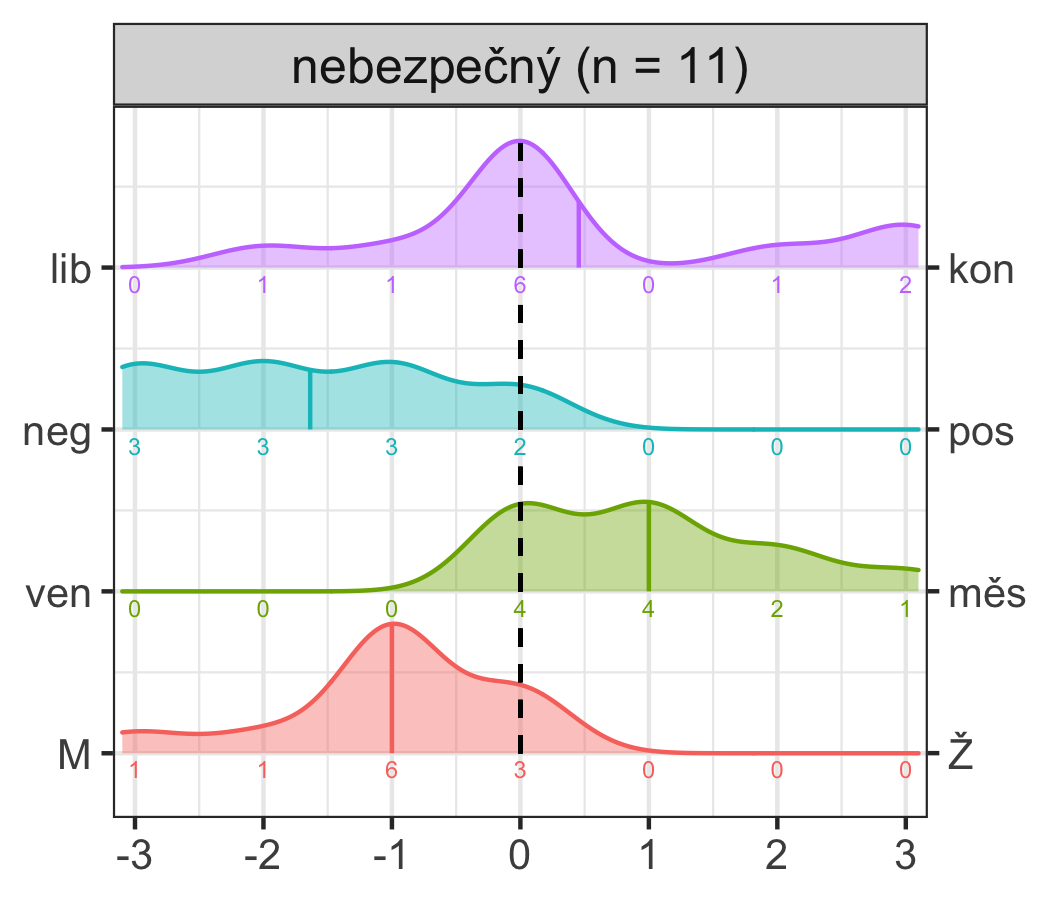 nebezpečný (n = 11)
lib kon
0 1 1 6 0 1 2
neg pos
3 3 3 2 0 0 0
ven měs
0 0 0 4 4 2 1
M Ž
1 1 6 3 0 0 0
-3 -2 -1 0 1 2 3